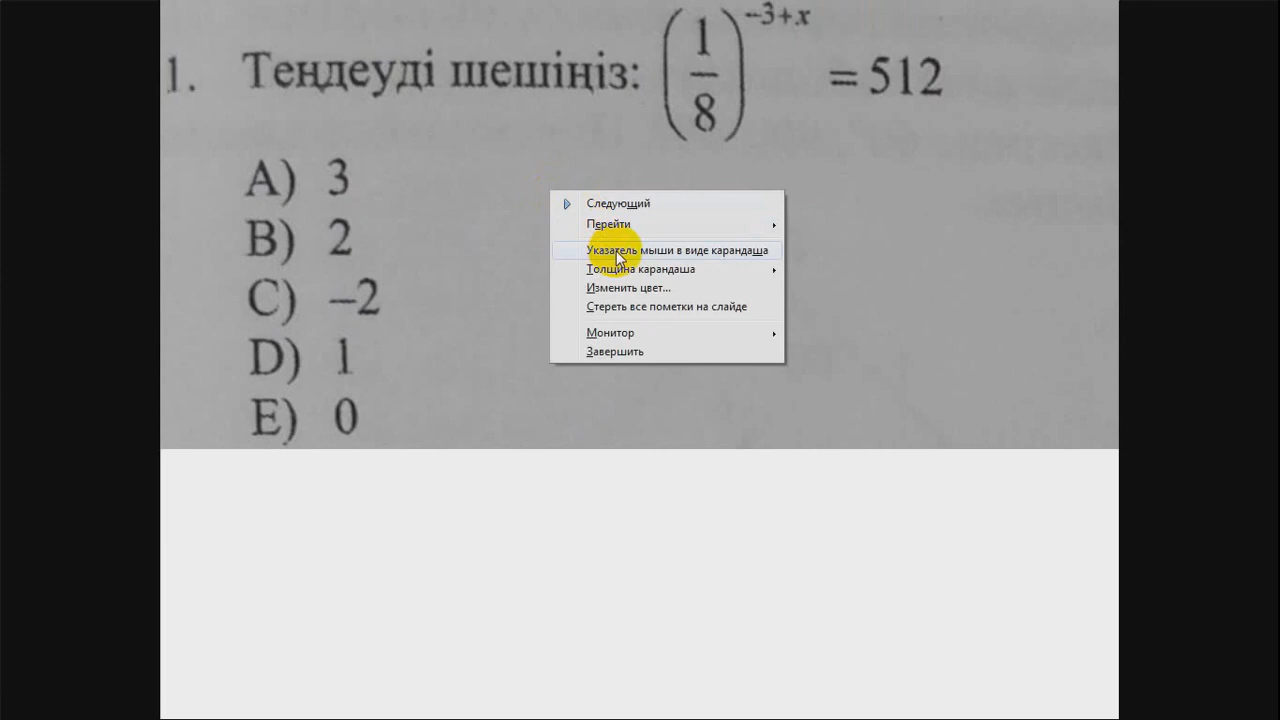 1. Теңдеуді шешіңіз: (1/8)^(−3+x) = 512
A) 3
B) 2
C) −2
D) 1
E) 0
Следующий
Перейти
Указатель мыши в виде карандаша
Толщина карандаша
Изменить цвет...
Стереть все пометки на слайде
Монитор
Завершить